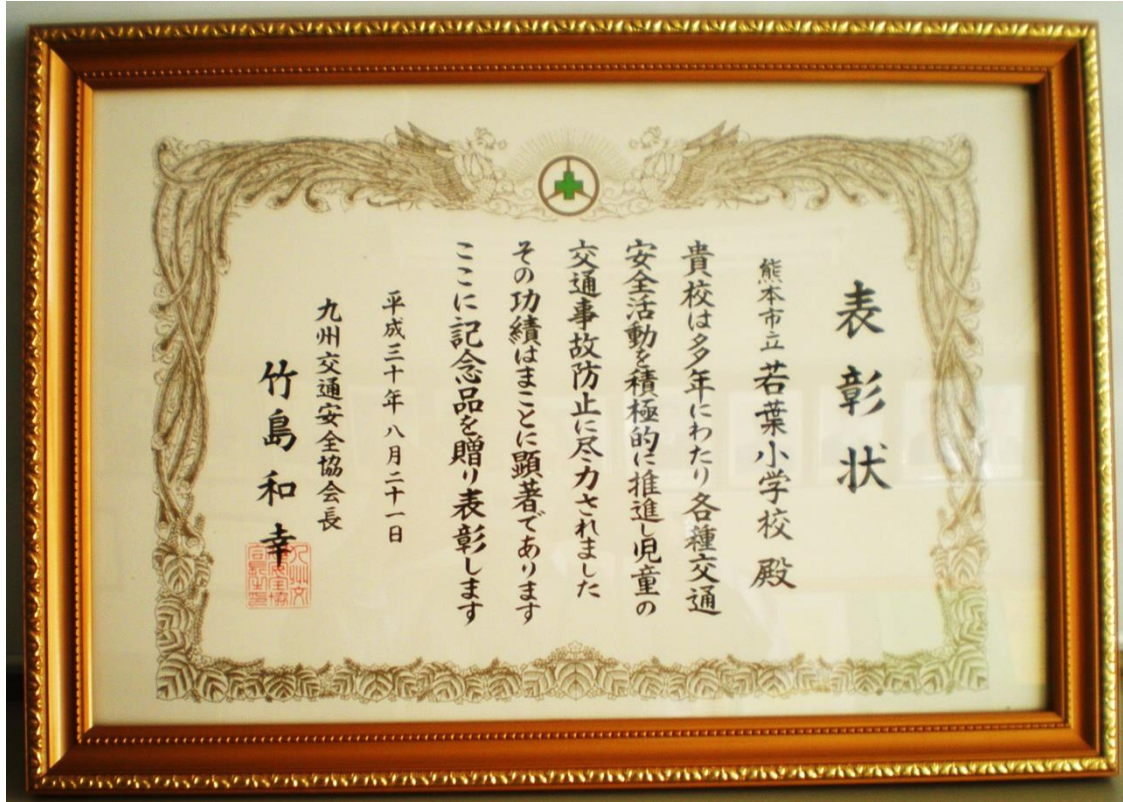 表彰状
熊本市立 若葉小学校 殿
貴校は多年にわたり各種交通
安全活動を積極的に推進し児童の
交通事故防止に尽力されました
その功績はまことに顕著であります
ここに記念品を贈り表彰します
平成三十年 八月二十一日
九州交通安全協会長
竹島和幸